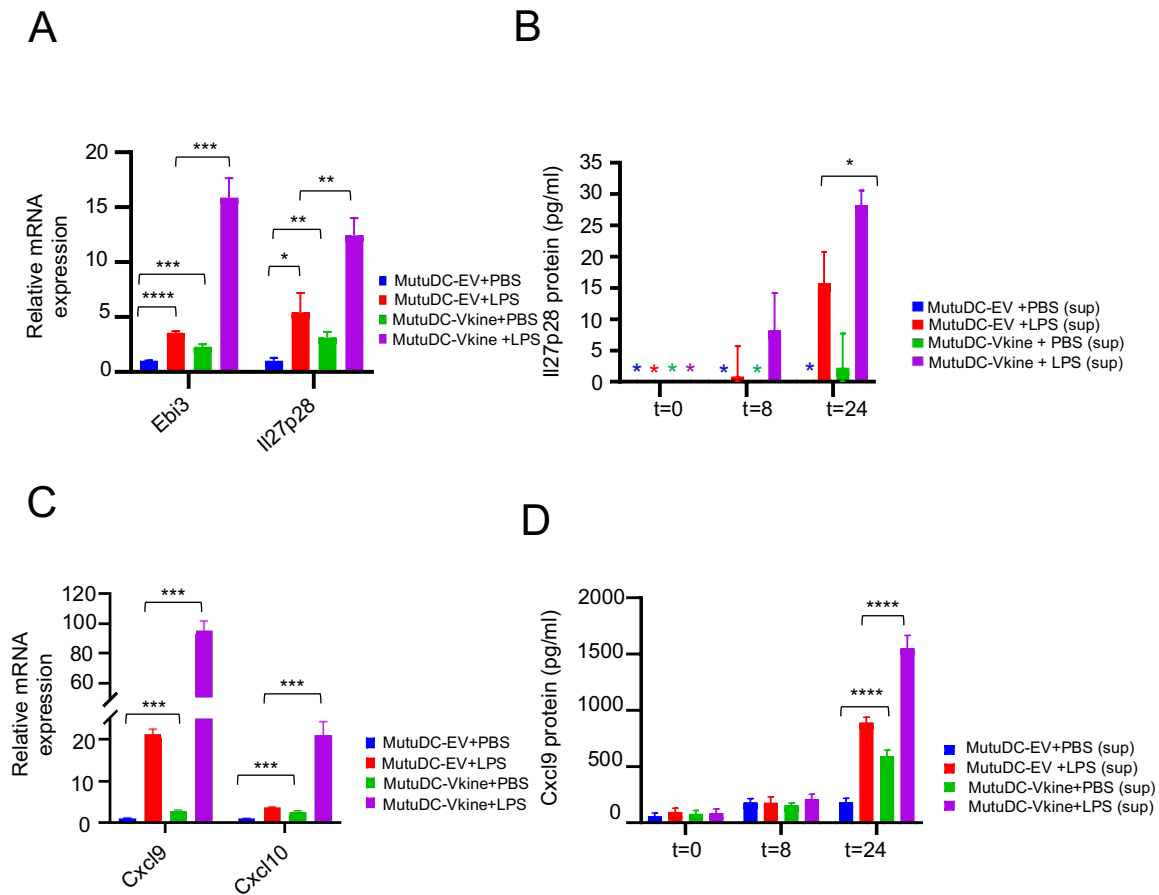 A
Relative mRNA
expression
20
15
10
5
0
***
**
***
**
*
****
Ebi3
Il27p28
MutuDC-EV+PBS
MutuDC-EV+LPS
MutuDC-Vkine+PBS
MutuDC-Vkine +LPS
B
Il27p28 protein (pg/ml)
35
30
25
20
15
10
5
0
*
* * * *
* *
*
t=0
t=8
t=24
MutuDC-EV +PBS (sup)
MutuDC-EV +LPS (sup)
MutuDC-Vkine + PBS (sup)
MutuDC-Vkine + LPS (sup)
C
Relative mRNA
expression
120
100
80
60
20
10
0
***
***
***
***
Cxcl9
Cxcl10
MutuDC-EV+PBS
MutuDC-EV+LPS
MutuDC-Vkine+PBS
MutuDC-Vkine+LPS
D
Cxcl9 protein (pg/ml)
2000
1500
1000
500
0
****
****
t=0
t=8
t=24
MutuDC-EV+PBS (sup)
MutuDC-EV +LPS (sup)
MutuDC-Vkine+PBS (sup)
MutuDC-Vkine+LPS (sup)